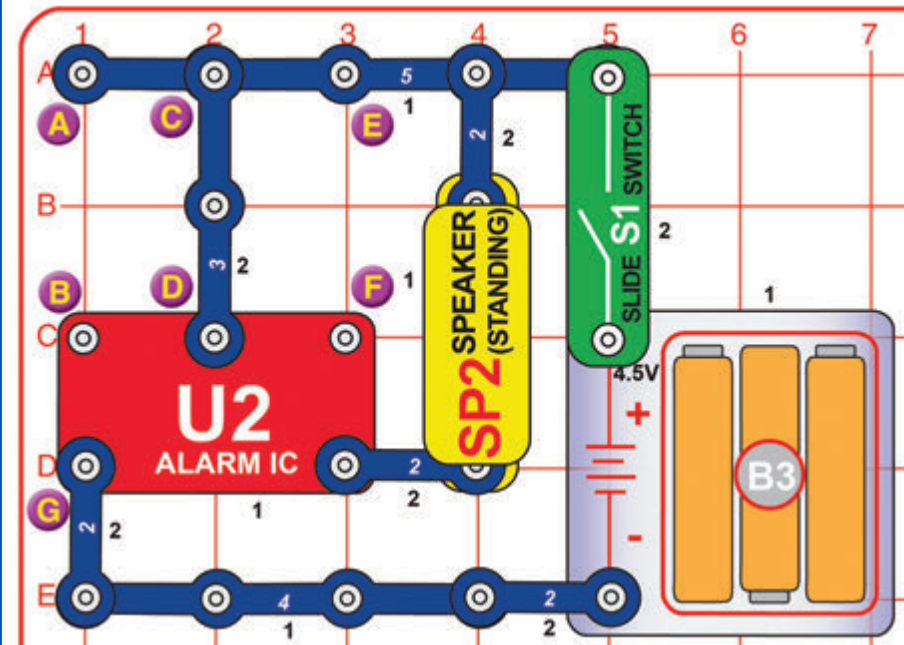 1 2 3 4 5 6 7
A 5
A C 1 E
2 2
SLIDE S1 SWITCH
2
B
SP2 SPEAKER (STANDING)
3 2
B D F 1
1
C
4.5V
U2
ALARM IC
+
B3
-
D 2
2
G 1
2 2
E 4 2
1 2